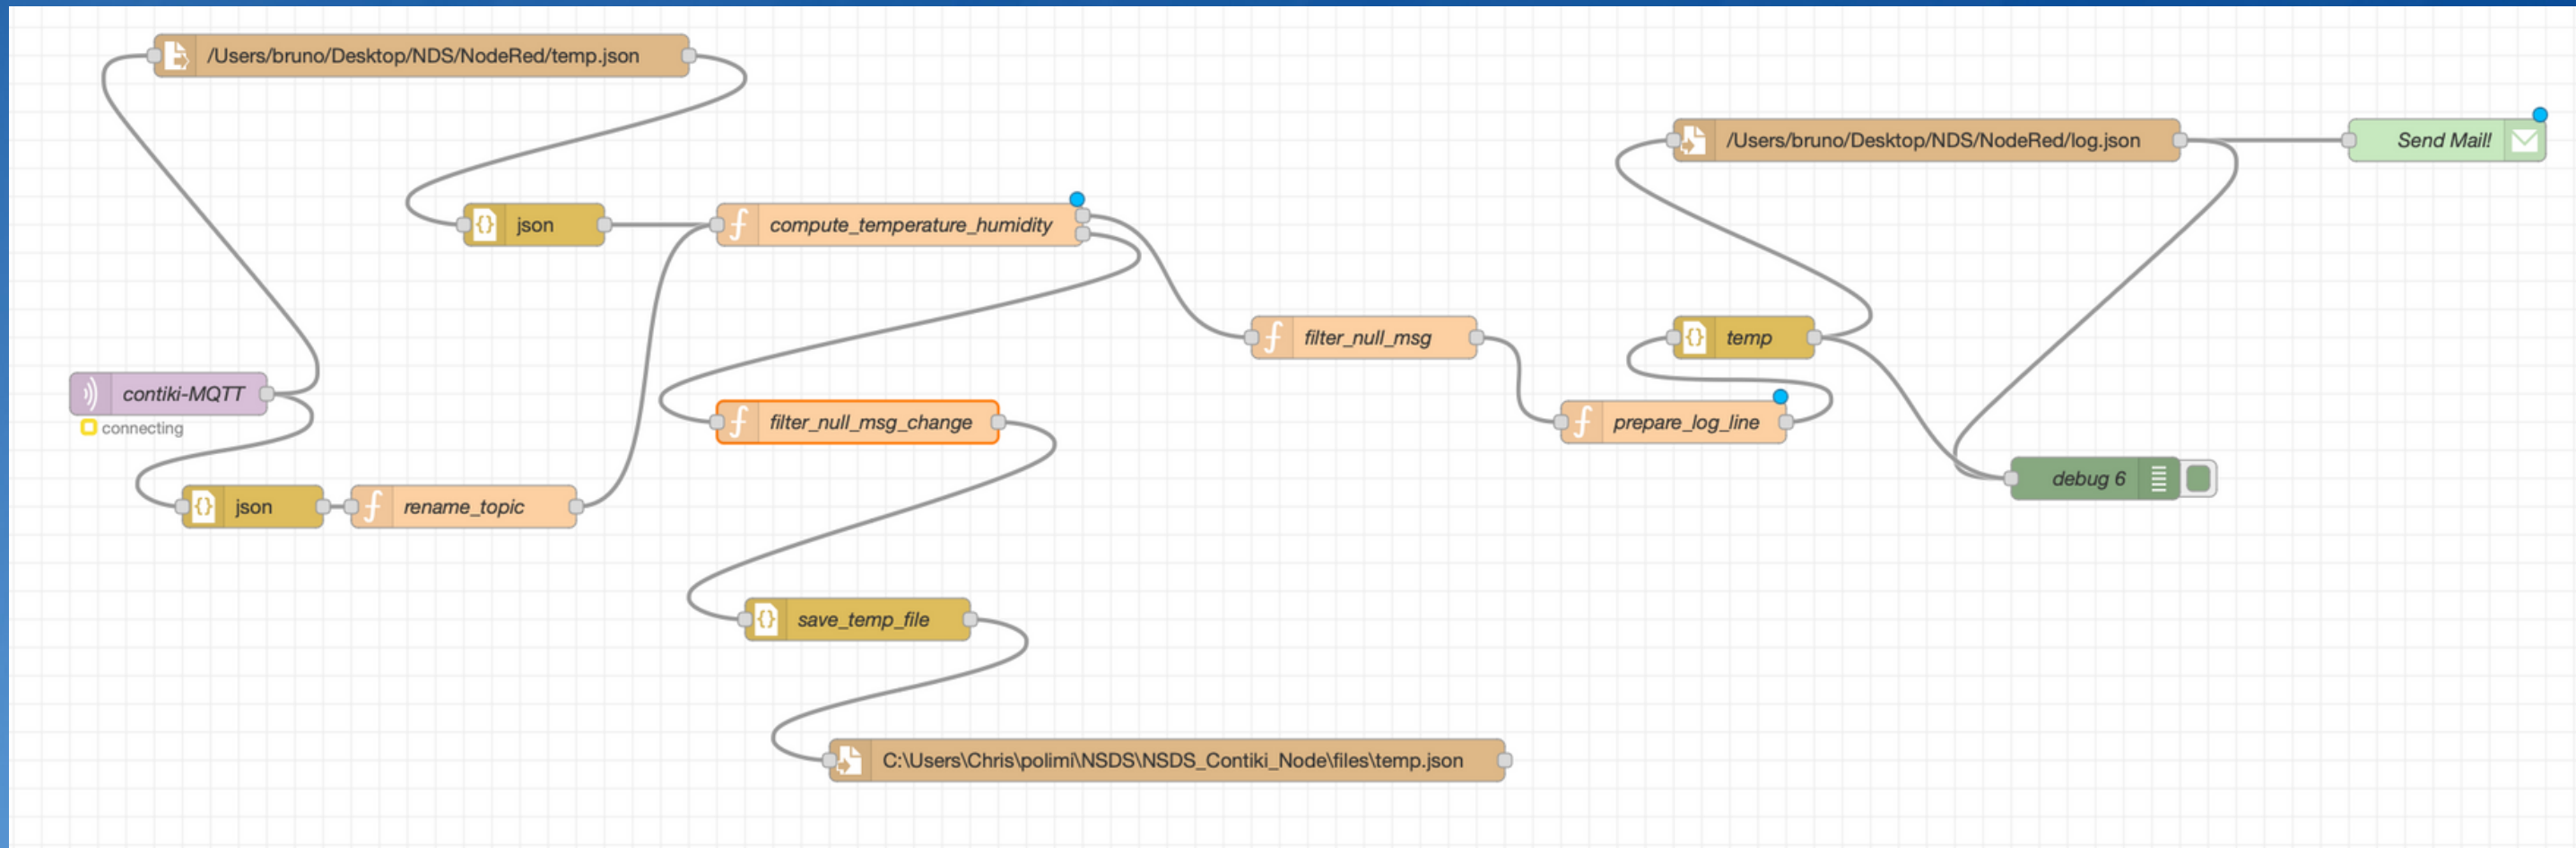 /Users/bruno/Desktop/NDS/NodeRed/temp.json
/Users/bruno/Desktop/NDS/NodeRed/log.json
Send Mail!
json
compute_temperature_humidity
filter_null_msg
temp
contiki-MQTT
connecting
filter_null_msg_change
prepare_log_line
debug 6
json
rename_topic
save_temp_file
C:\Users\Chris\polimi\NSDS\NSDS_Contiki_Node\files\temp.json